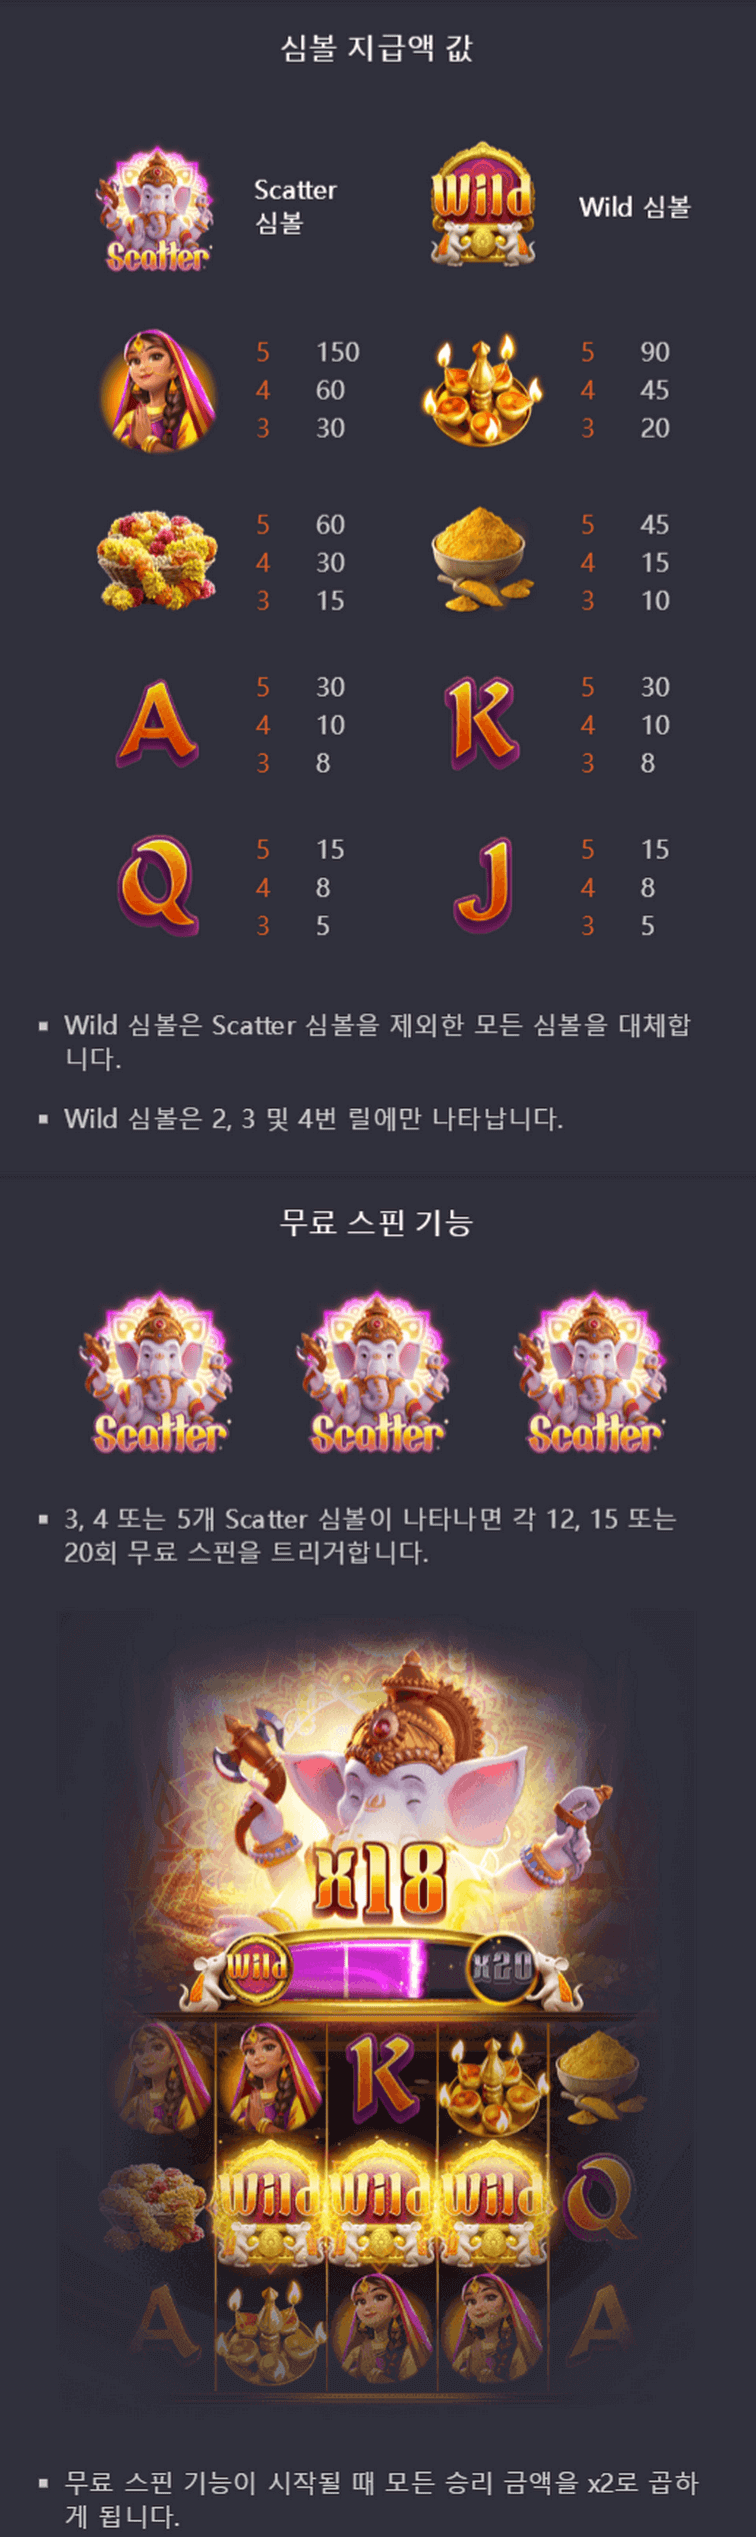 심볼 지급액 값
Scatter
심볼
Scatter
Wild
Wild 심볼
5 150
4 60
3 30
5 90
4 45
3 20
5 60
4 30
3 15
5 45
4 15
3 10
A
5 30
4 10
3 8
K
5 30
4 10
3 8
Q
5 15
4 8
3 5
J
5 15
4 8
3 5
Wild 심볼은 Scatter 심볼을 제외한 모든 심볼을 대체합
니다.
Wild 심볼은 2, 3 및 4번 릴에만 나타납니다.
무료 스핀 기능
Scatter Scatter Scatter
3, 4 또는 5개 Scatter 심볼이 나타나면 각 12, 15 또는
20회 무료 스핀을 트리거합니다.
x18
Wild x20
K
Wild Wild Wild Q
A A
무료 스핀 기능이 시작될 때 모든 승리 금액을 x2로 곱하
게 됩니다.